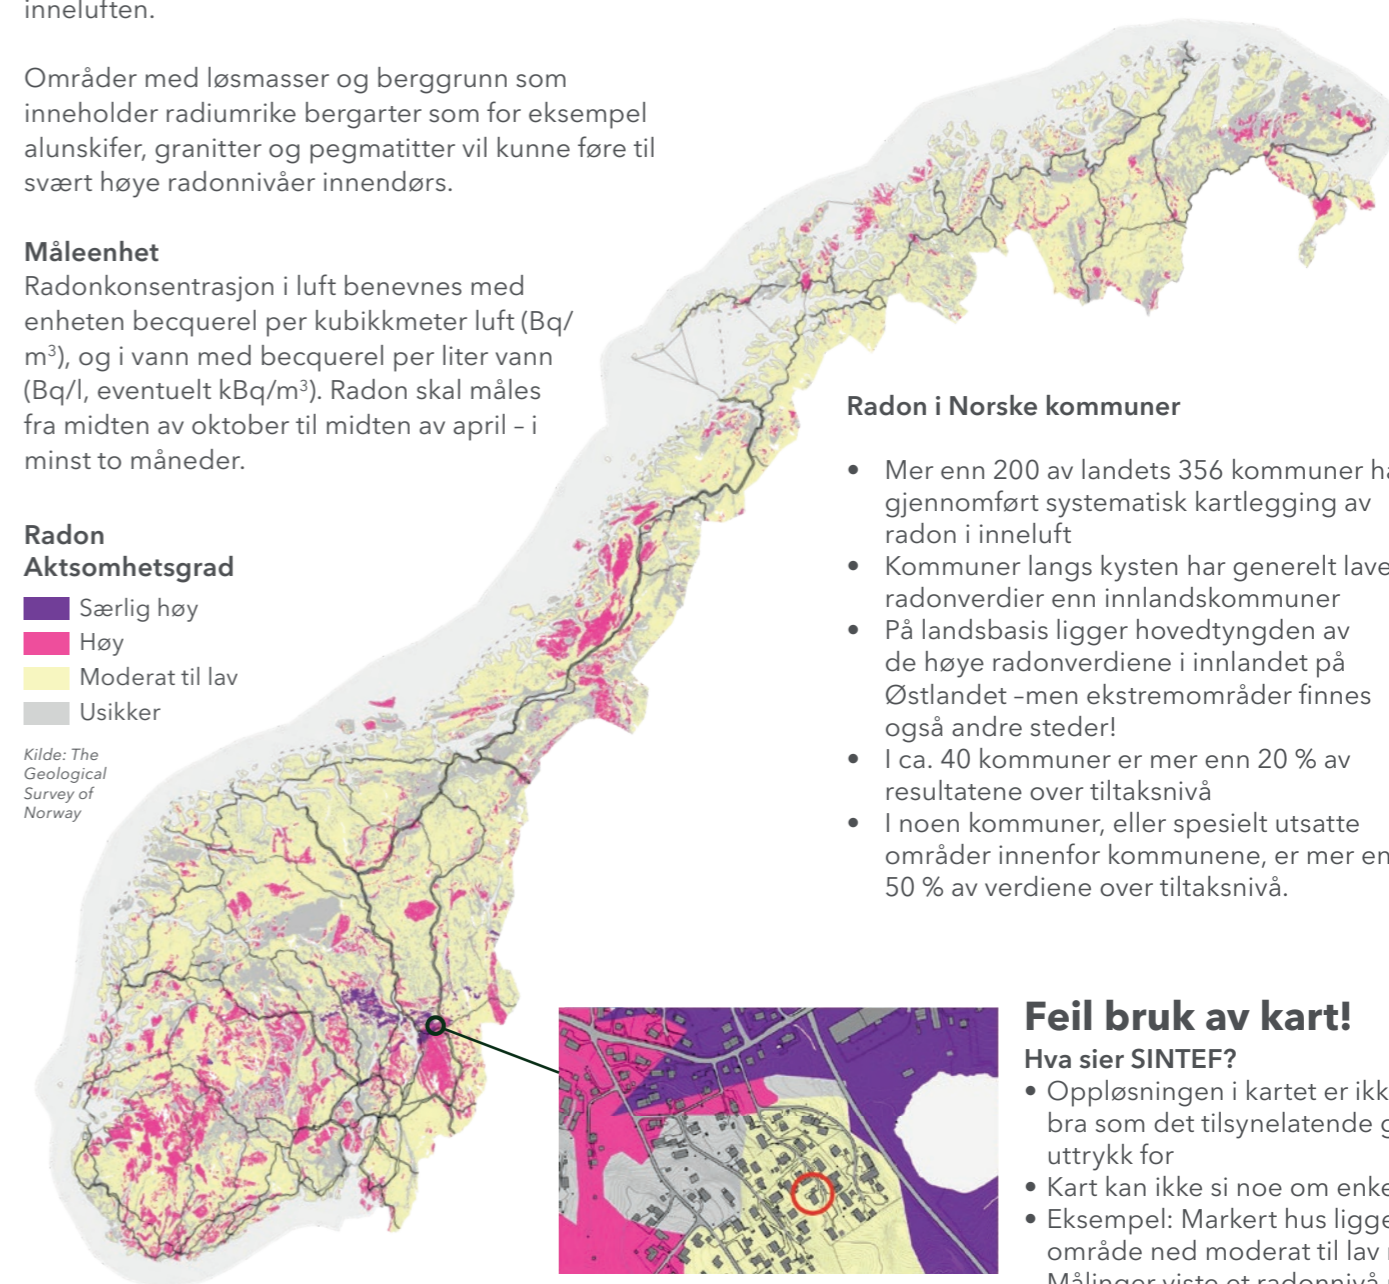 inneluften.
Områder med løsmasser og berggrunn som
inneholder radiumrike bergarter som for eksempel
alunskifer, granitter og pegmatitter vil kunne føre til
svært høye radonnivåer innendørs.
Måleenhet
Radonkonsentrasjon i luft benevnes med
enheten becquerel per kubikkmeter luft (Bq/
m³), og i vann med becquerel per liter vann
(Bq/l, eventuelt kBq/m³). Radon skal måles
fra midten av oktober til midten av april – i
minst to måneder.
Radon
Aktsomhetsgrad
Særlig høy
Høy
Moderat til lav
Usikker
Kilde: The
Geological
Survey of
Norway
Radon i Norske kommuner
• Mer enn 200 av landets 356 kommuner
gjennomført systematisk kartlegging av
radon i inneluft
• Kommuner langs kysten har generelt
radonverdier enn innlandskommuner
• På landsbasis ligger hovedtyngden av
de høye radonverdiene i innlandet på
Østlandet –men ekstremområder finnes
også andre steder!
• I ca. 40 kommuner er mer enn 20 % av
resultatene over tiltaksnivå
• I noen kommuner, eller spesielt utsatte
områder innenfor kommunene, er mer
50 % av verdiene over tiltaksnivå.
Feil bruk av kart!
Hva sier SINTEF?
• Oppløsningen i kartet er
bra som det tilsynelatende
uttrykk for
• Kart kan ikke si noe om
• Eksempel: Markert hus
område ned moderat til lav
Målinger viste et radonnivå